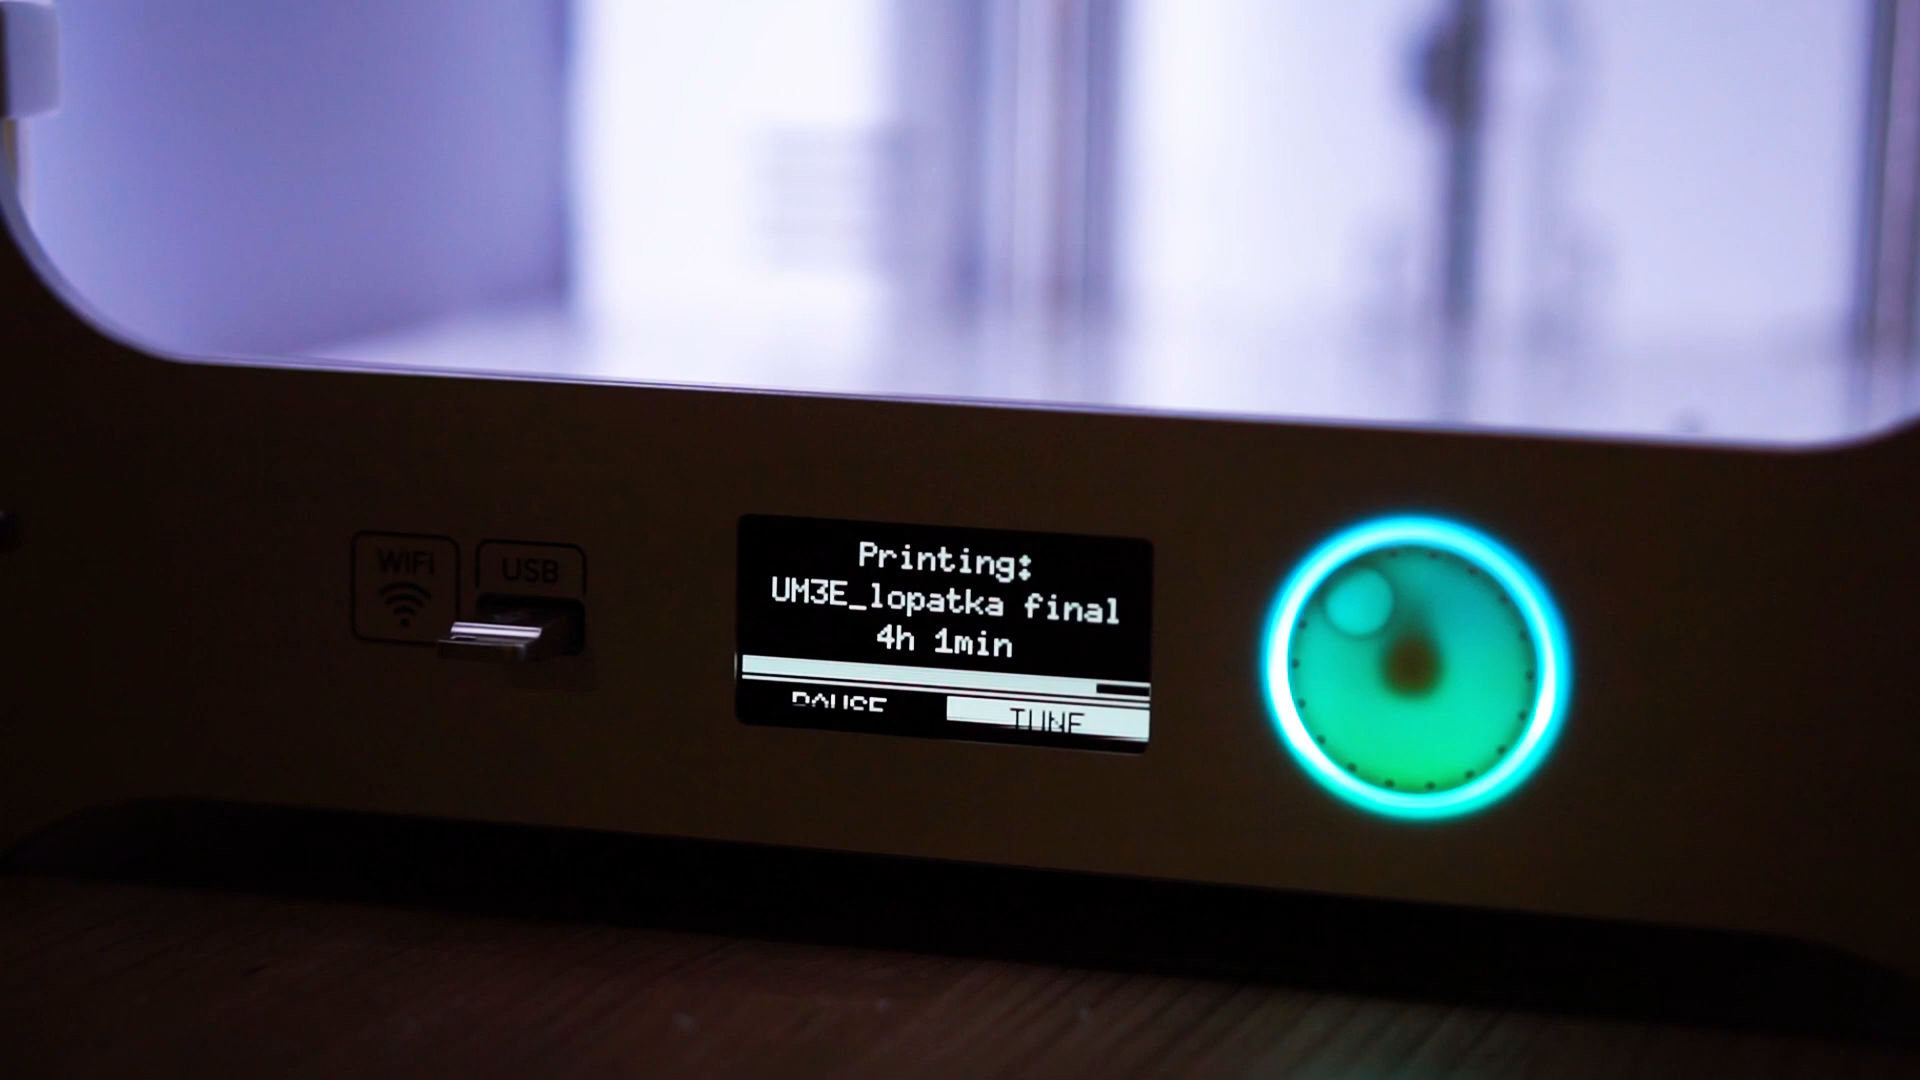 WIFI
USB
Printing:
UM3E_lopatka final
4h 1min
PAUSE
TUNE